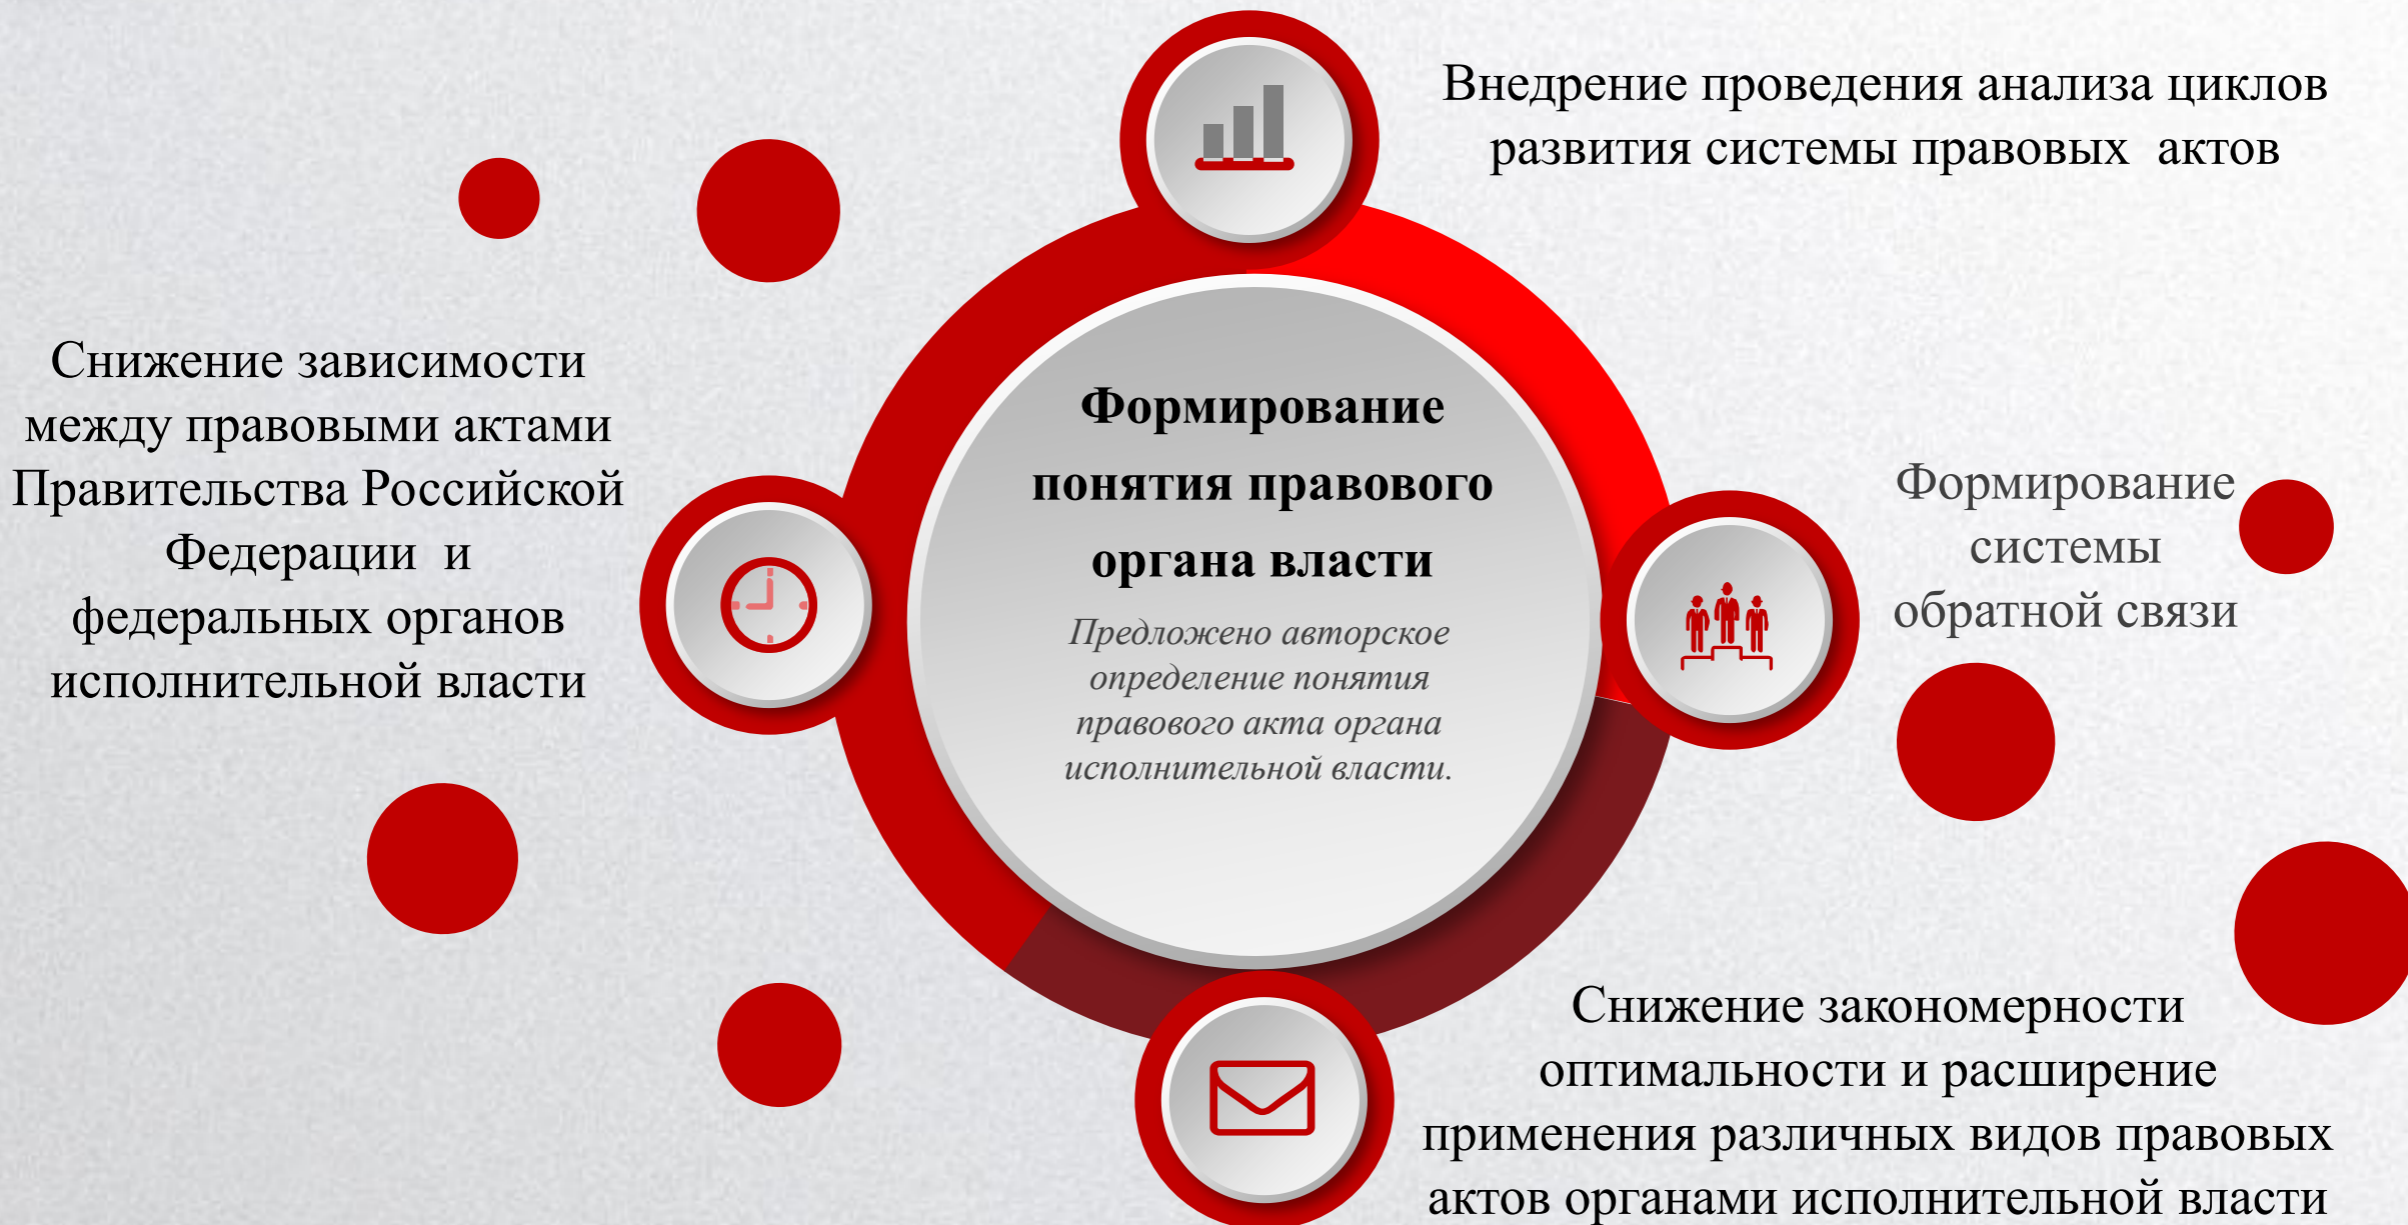 Внедрение проведения анализа циклов
развития системы правовых  актов
Снижение зависимости
между правовыми актами
Правительства Российской
Федерации  и
федеральных органов
исполнительной власти
Формирование
понятия правового
органа власти
Предложено авторское
определение понятия
правового акта органа
исполнительной власти.
Формирование
системы
обратной связи
Снижение закономерности
оптимальности и расширение
применения различных видов правовых
актов органами исполнительной власти